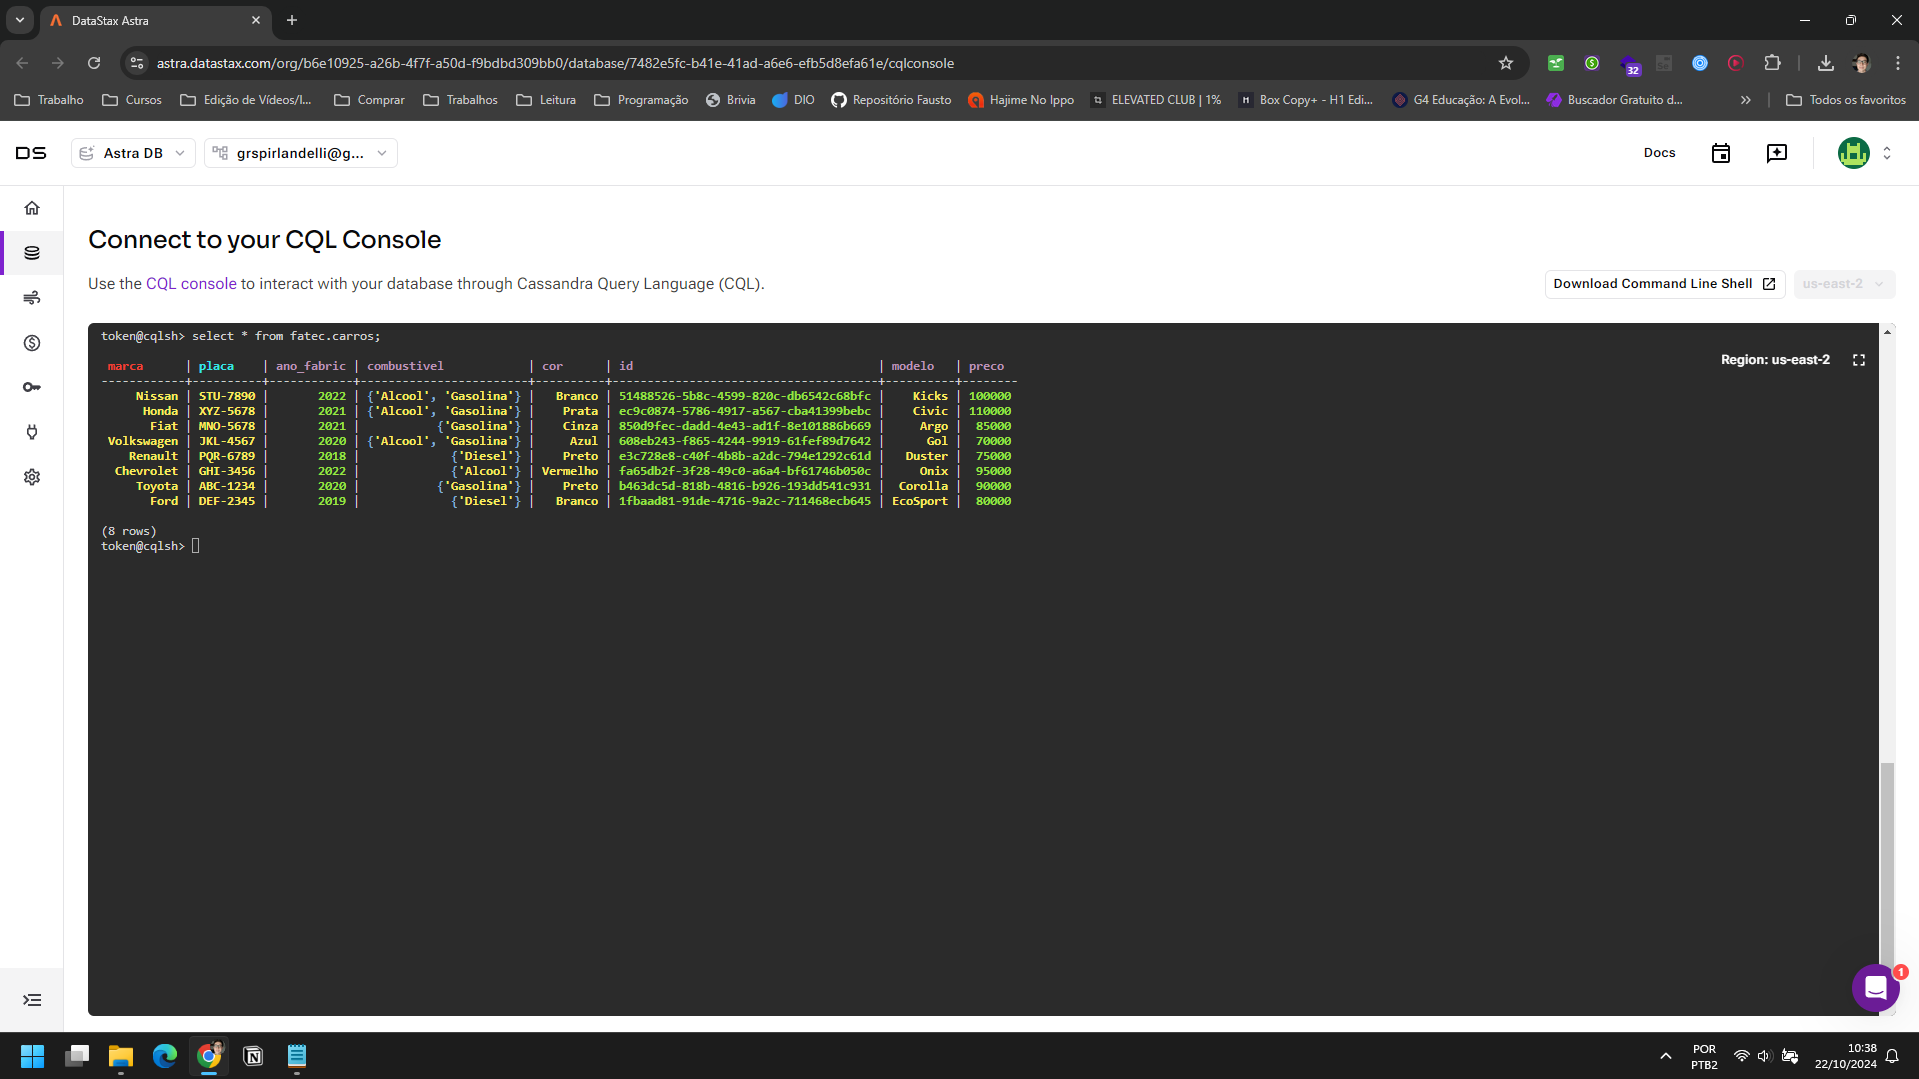 DataStax Astra
astra.datastax.com/org/b6e10925-a26b-4f7f-a50d-f9bdbd309bb0/database/7482e5fc-b41e-41ad-a6e6-efb5d8efa61e/cqlconsole
32
Trabalho Cursos Edição de Vídeos/I... Comprar Trabalhos Leitura Programação Brivia DIO Repositório Fausto Hajime No Ippo ELEVATED CLUB | 1% Box Copy+ - H1 Edi... G4 Educação: A Evol... Buscador Gratuito d... Todos os favoritos
DS Astra DB grspirlandelli@g... Docs
Connect to your CQL Console
Use the CQL console to interact with your database through Cassandra Query Language (CQL).
Download Command Line Shell us-east-2
token@cqlsh> select * from fatec.carros;
Region: us-east-2
marca | placa | ano_fabric | combustivel | cor | id | modelo | preco
------------+----------+------------+------------------------+----------+--------------------------------------+----------+--------
Nissan | STU-7890 | 2022 | {'Alcool', 'Gasolina'} | Branco | 51488526-5b8c-4599-820c-db6542c68bfc | Kicks | 100000
Honda | XYZ-5678 | 2021 | {'Alcool', 'Gasolina'} | Prata | ec9c0874-5786-4917-a567-cba41399bebc | Civic | 110000
Fiat | MNO-5678 | 2021 | {'Gasolina'} | Cinza | 850d9fec-dadd-4e43-ad1f-8e101886b669 | Argo | 85000
Volkswagen | JKL-4567 | 2020 | {'Alcool', 'Gasolina'} | Azul | 608eb243-f865-4244-9919-61fef89d7642 | Gol | 70000
Renault | PQR-6789 | 2018 | {'Diesel'} | Preto | e3c728e8-c40f-4b8b-a2dc-794e1292c61d | Duster | 75000
Chevrolet | GHI-3456 | 2022 | {'Alcool'} | Vermelho | fa65db2f-3f28-49c0-a6a4-bf61746b050c | Onix | 95000
Toyota | ABC-1234 | 2020 | {'Gasolina'} | Preto | b463dc5d-818b-4816-b926-193dd541c931 | Corolla | 90000
Ford | DEF-2345 | 2019 | {'Diesel'} | Branco | 1fbaad81-91de-4716-9a2c-711468ecb645 | EcoSport | 80000
(8 rows)
token@cqlsh>
1
POR
PTB2
10:38
22/10/2024